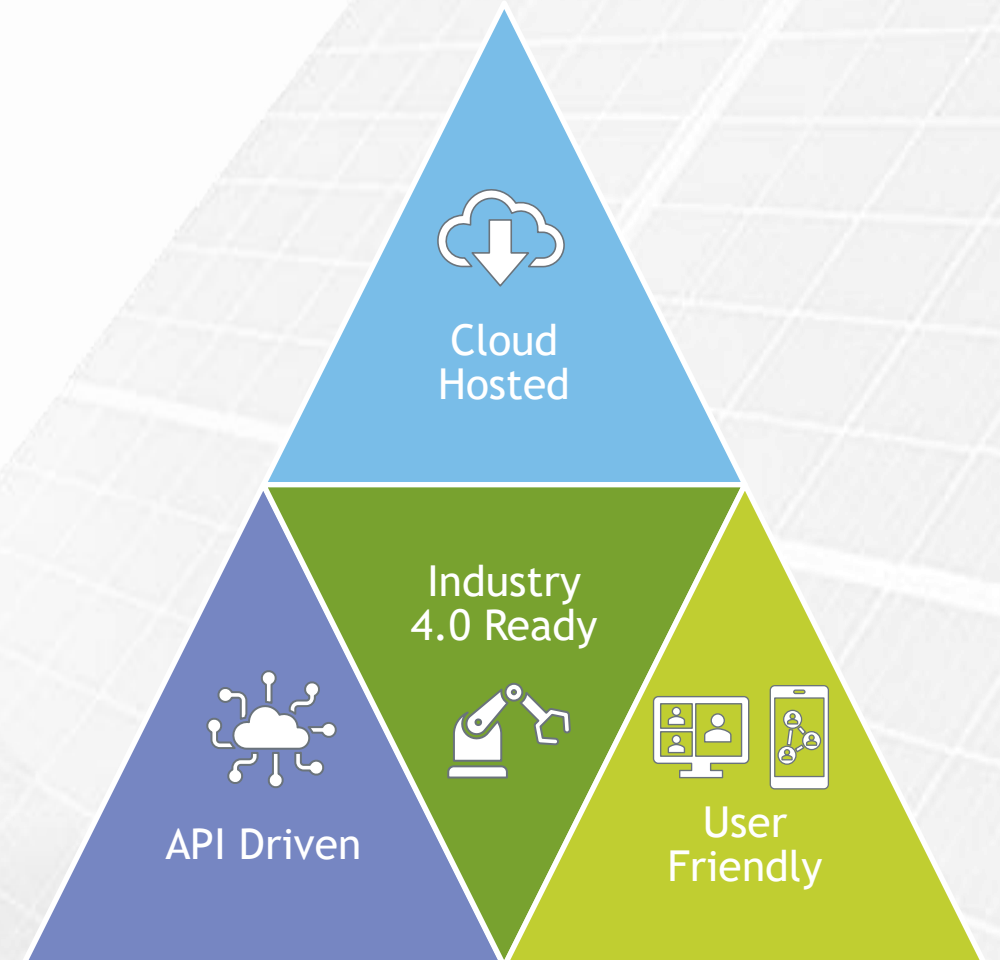 Cloud
Hosted
Industry
4.0 Ready
API Driven
User
Friendly